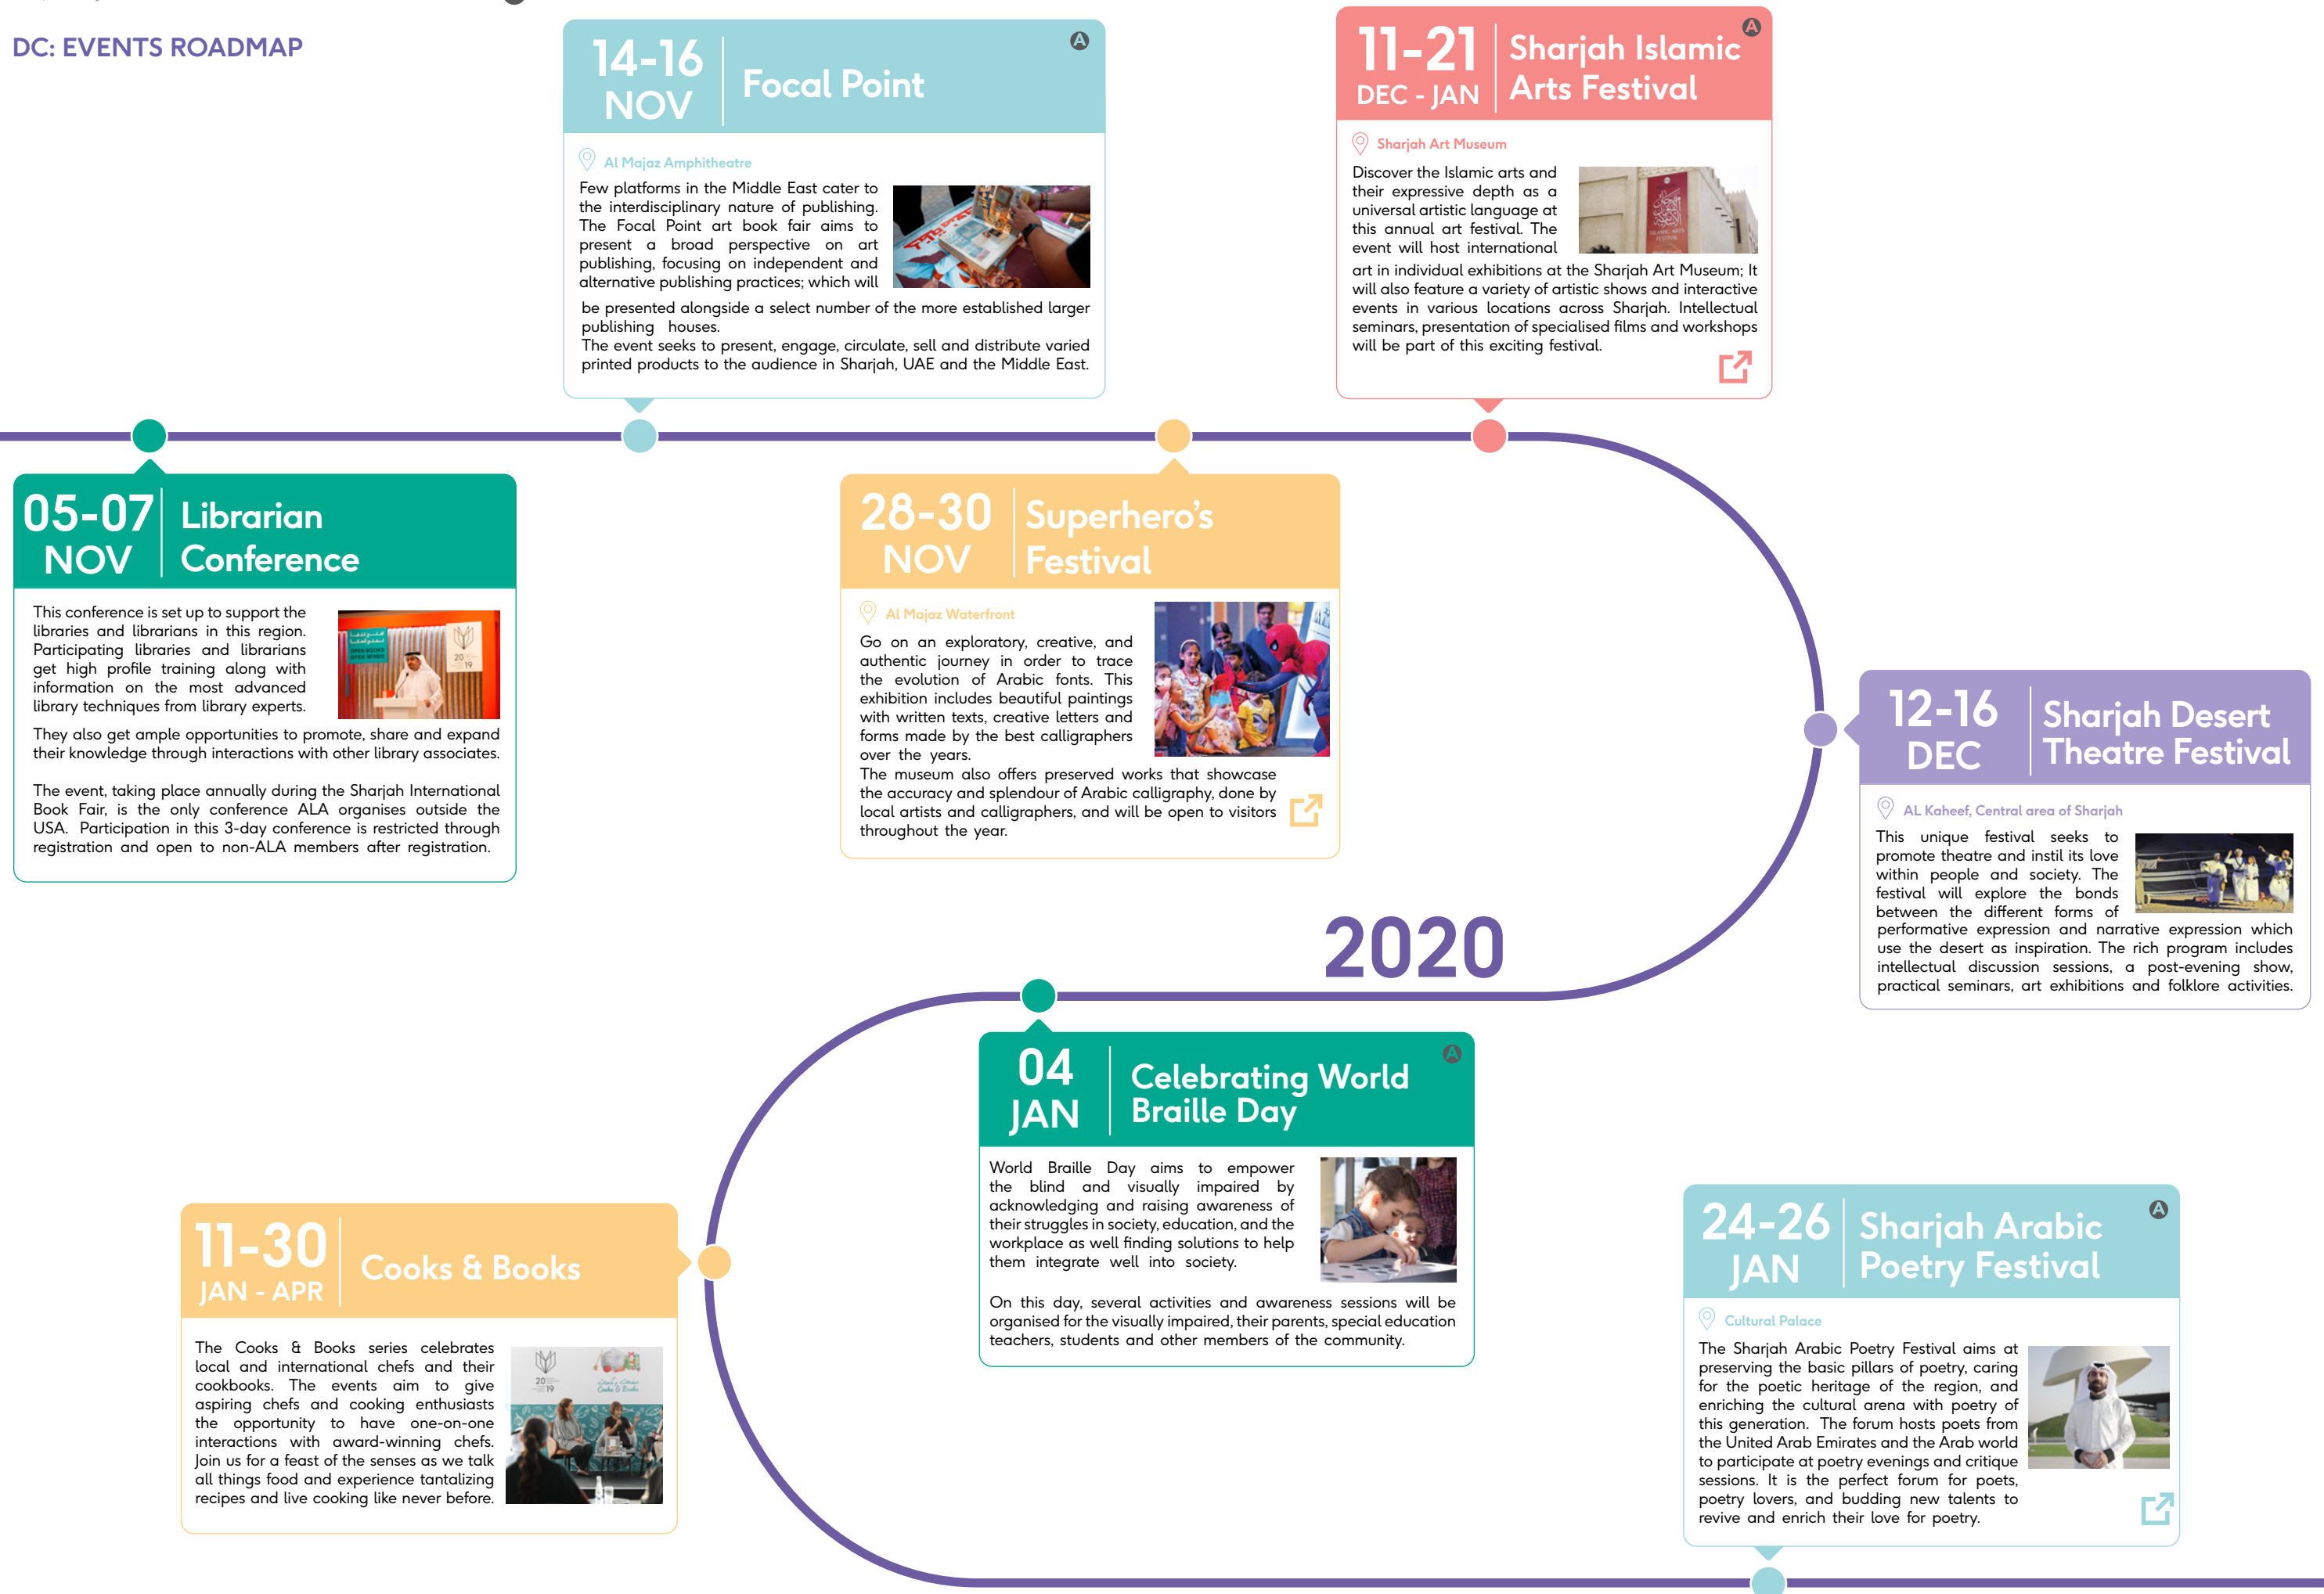 DC: EVENTS ROADMAP
14-16
NOV
Focal Point
A
Al Majaz Amphitheatre
Few platforms in the Middle East cater to
the interdisciplinary nature of publishing.
The Focal Point art book fair aims to
present a broad perspective on art
publishing, focusing on independent and
alternative publishing practices; which will
be presented alongside a select number of the more established larger
publishing houses.
The event seeks to present, engage, circulate, sell and distribute varied
printed products to the audience in Sharjah, UAE and the Middle East.
11-21
DEC - JAN
Sharjah Islamic
Arts Festival
A
Sharjah Art Museum
Discover the Islamic arts and
their expressive depth as a
universal artistic language at
this annual art festival. The
event will host international
art in individual exhibitions at the Sharjah Art Museum; It
will also feature a variety of artistic shows and interactive
events in various locations across Sharjah. Intellectual
seminars, presentation of specialised films and workshops
will be part of this exciting festival.
ISLAMIC ARTS
FESTIVAL
05-07
NOV
Librarian
Conference
This conference is set up to support the
libraries and librarians in this region.
Participating libraries and librarians
get high profile training along with
information on the most advanced
library techniques from library experts.
They also get ample opportunities to promote, share and expand
their knowledge through interactions with other library associates.
The event, taking place annually during the Sharjah International
Book Fair, is the only conference ALA organises outside the
USA. Participation in this 3-day conference is restricted through
registration and open to non-ALA members after registration.
OPEN BOOKS
OPEN MINDS
20
19
28-30
NOV
Superhero's
Festival
Al Majaz Waterfront
Go on an exploratory, creative, and
authentic journey in order to trace
the evolution of Arabic fonts. This
exhibition includes beautiful paintings
with written texts, creative letters and
forms made by the best calligraphers
over the years.
The museum also offers preserved works that showcase
the accuracy and splendour of Arabic calligraphy, done by
local artists and calligraphers, and will be open to visitors
throughout the year.
12-16
DEC
Sharjah Desert
Theatre Festival
AL Kaheef, Central area of Sharjah
This unique festival seeks to
promote theatre and instil its love
within people and society. The
festival will explore the bonds
between the different forms of
performative expression and narrative expression which
use the desert as inspiration. The rich program includes
intellectual discussion sessions, a post-evening show,
practical seminars, art exhibitions and folklore activities.
2020
04
JAN
Celebrating World
Braille Day
A
World Braille Day aims to empower
the blind and visually impaired by
acknowledging and raising awareness of
their struggles in society, education, and the
workplace as well finding solutions to help
them integrate well into society.
On this day, several activities and awareness sessions will be
organised for the visually impaired, their parents, special education
teachers, students and other members of the community.
11-30
JAN - APR
Cooks & Books
The Cooks & Books series celebrates
local and international chefs and their
cookbooks. The events aim to give
aspiring chefs and cooking enthusiasts
the opportunity to have one-on-one
interactions with award-winning chefs.
Join us for a feast of the senses as we talk
all things food and experience tantalizing
recipes and live cooking like never before.
20
19
Cooks & Books
24-26
JAN
Sharjah Arabic
Poetry Festival
A
Cultural Palace
The Sharjah Arabic Poetry Festival aims at
preserving the basic pillars of poetry, caring
for the poetic heritage of the region, and
enriching the cultural arena with poetry of
this generation. The forum hosts poets from
the United Arab Emirates and the Arab world
to participate at poetry evenings and critique
sessions. It is the perfect forum for poets,
poetry lovers, and budding new talents to
revive and enrich their love for poetry.